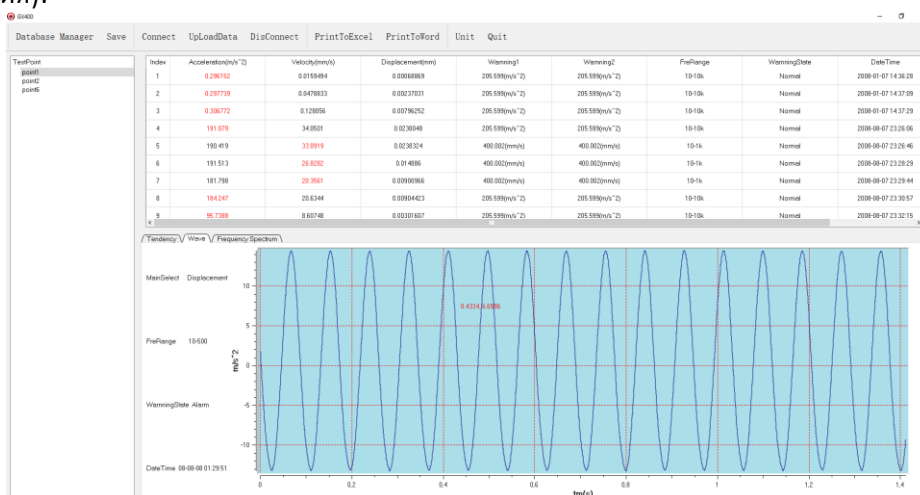 ия).
GV400
Database Manager Save Connect UpLoadData DisConnect PrintToExcel PrintToWord Unit Quit
TestPoint
point1
point2
point6
Index Acceleration(m/s^2) Velocity(mm/s) Displacement(mm) Warnning1 Warnning2 FreRange WarnningState DateTime
1 0.296152 0.0159494 0.00060869 205.599(m/s^2) 205.599(m/s^2) 10-10k Normal 2008-01-07 14:36:28
2 0.297739 0.0478833 0.00237031 205.599(m/s^2) 205.599(m/s^2) 10-10k Normal 2008-01-07 14:37:09
3 0.306772 0.128056 0.00796252 205.599(m/s^2) 205.599(m/s^2) 10-10k Normal 2008-01-07 14:37:29
4 191.079 34.0501 0.0238048 205.599(m/s^2) 205.599(m/s^2) 10-10k Normal 2008-08-07 23:26:06
5 190.419 33.8919 0.0238324 400.002(mm/s) 400.002(mm/s) 10-1k Normal 2008-08-07 23:26:46
6 191.513 26.8282 0.014886 400.002(mm/s) 400.002(mm/s) 10-1k Normal 2008-08-07 23:28:29
7 181.798 20.3561 0.00900966 400.002(mm/s) 400.002(mm/s) 10-1k Normal 2008-08-07 23:29:44
8 184.247 20.6344 0.00904423 205.599(m/s^2) 205.599(m/s^2) 10-10k Normal 2008-08-07 23:30:57
9 95.7388 8.60748 0.00301607 205.599(m/s^2) 205.599(m/s^2) 10-10k Normal 2008-08-07 23:32:15
Tendency Wave Frequency Spectrum
MainSelect Displacement
FreRange 10-500
WarnningState Alarm
DateTime 08-08-08 01:29:51
m/s^2
10
5
0
-5
-10
0 0.2 0.4 0.6 0.8 1 1.2 1.4
tm(s)